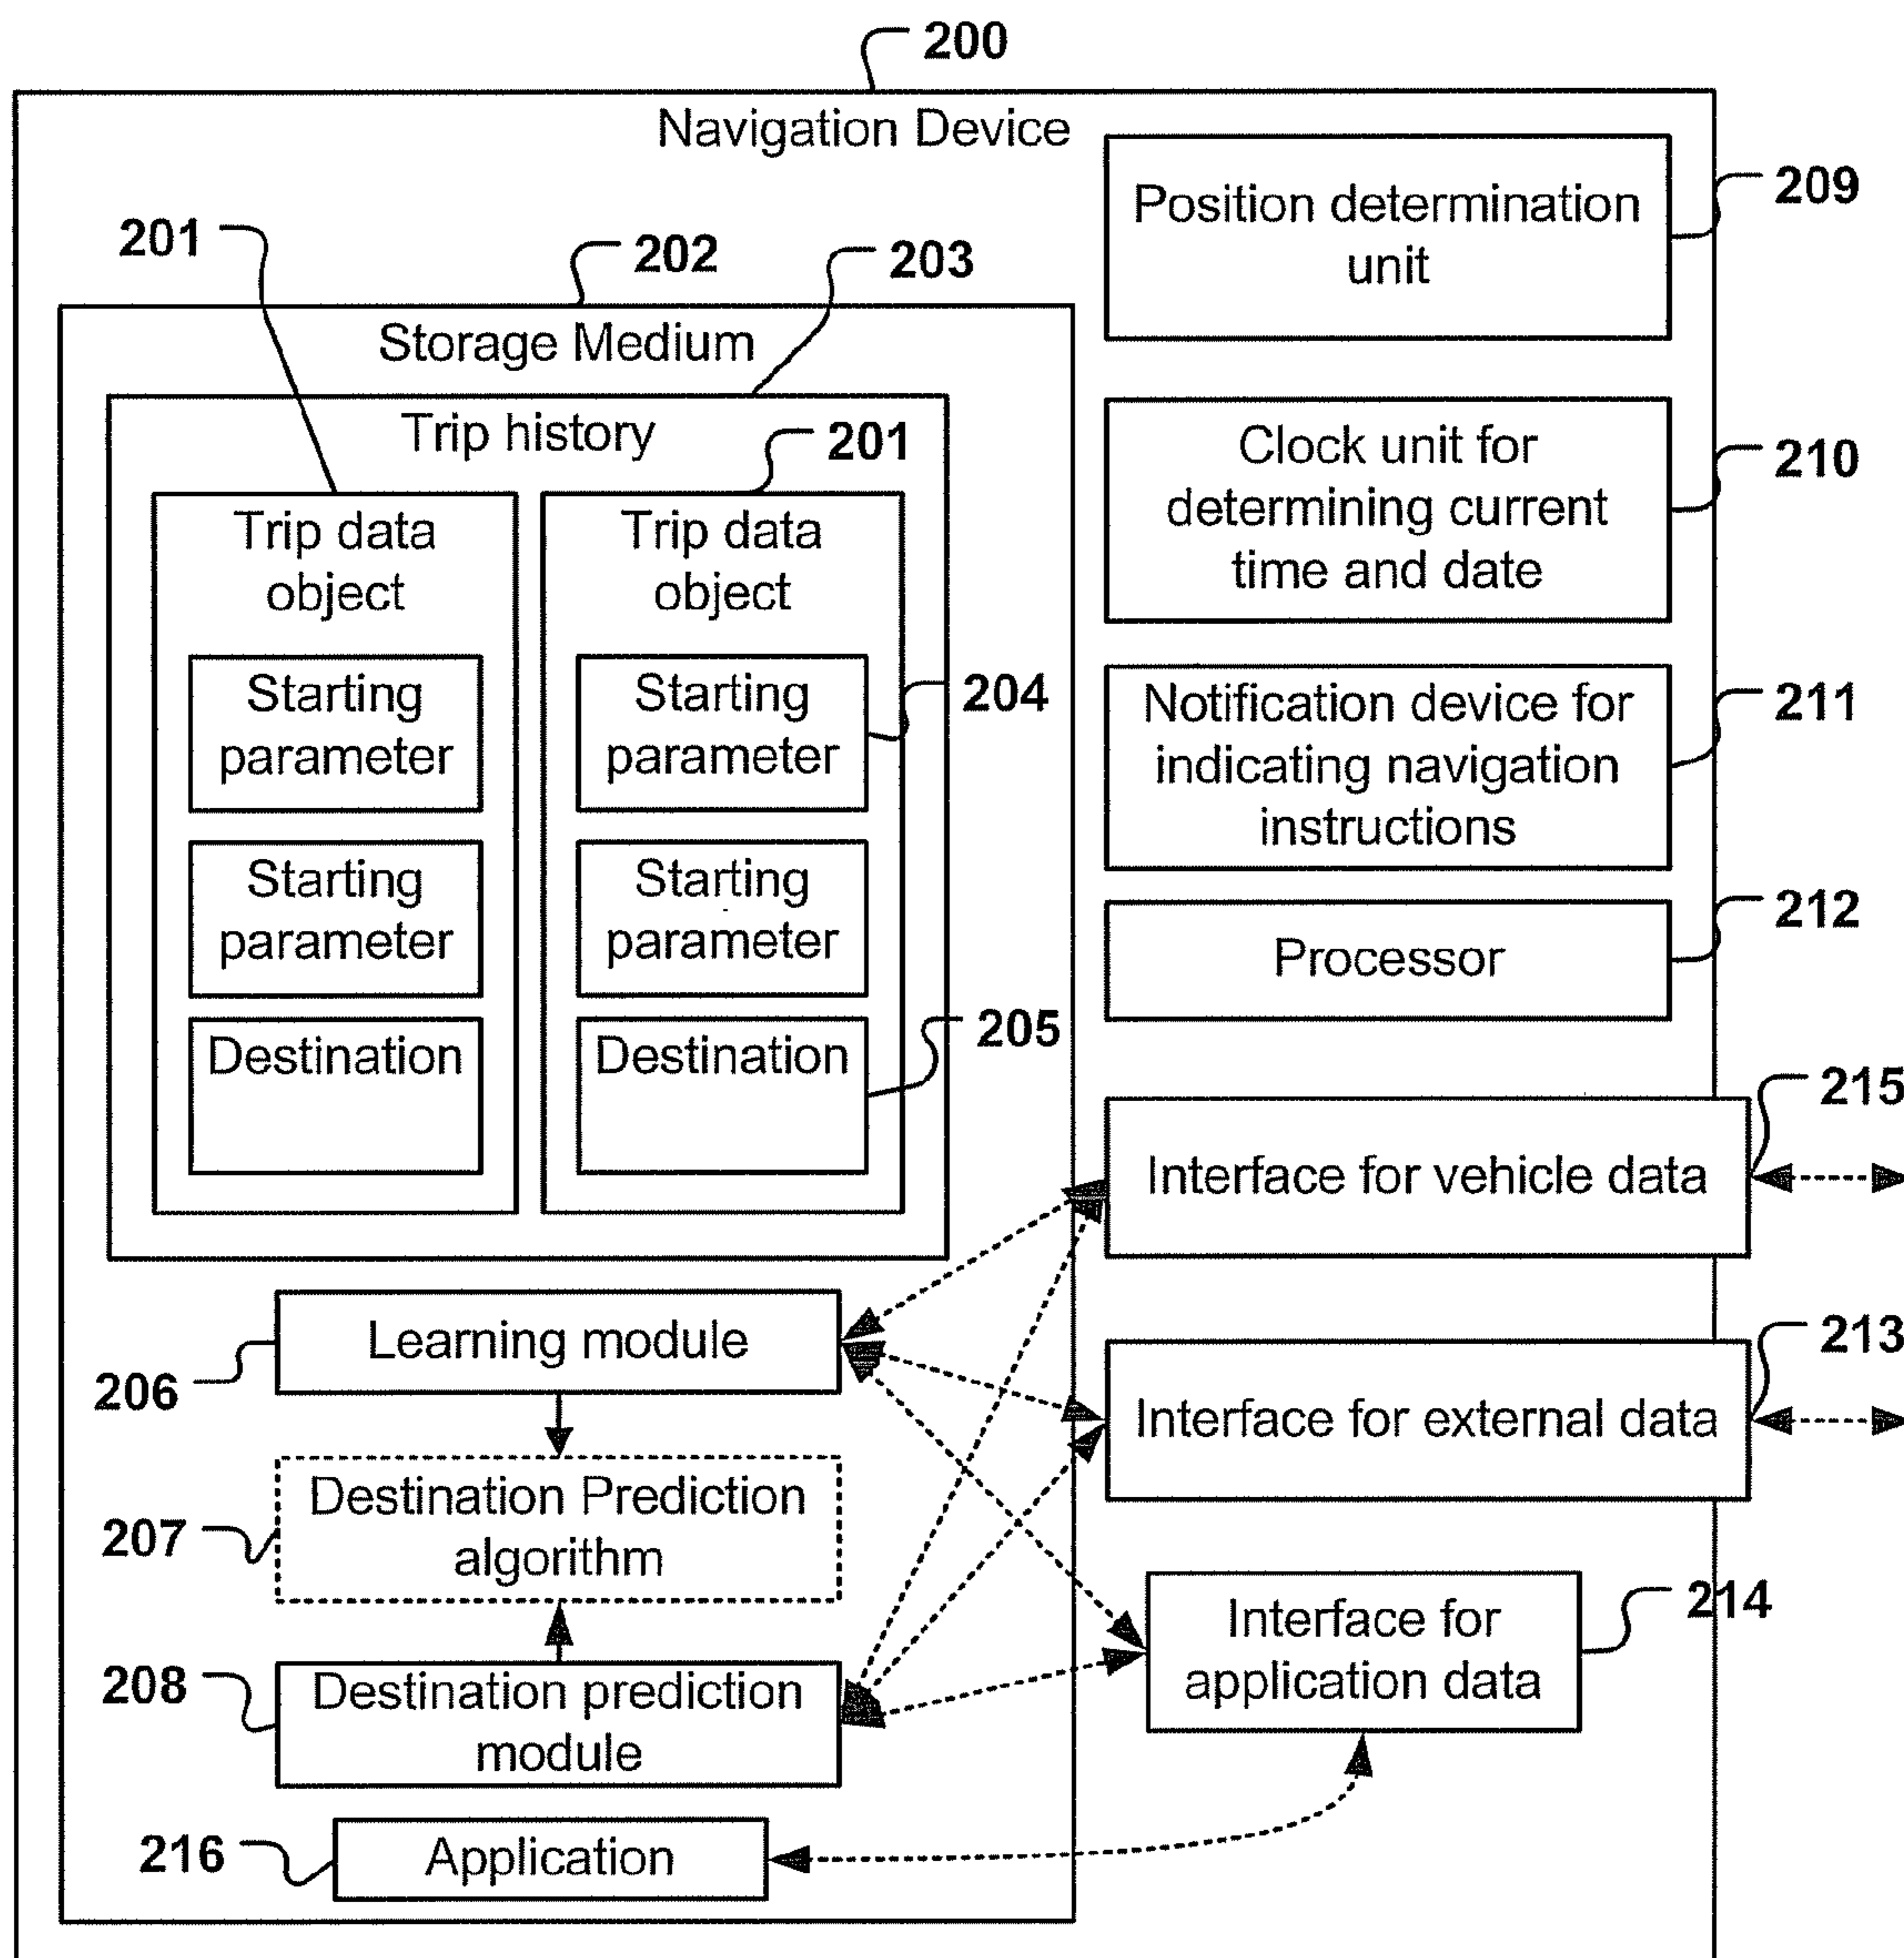 200
Navigation Device
Position determination
unit
209
201
202
203
Storage Medium
Trip history
201
Clock unit for
determining current
time and date
210
Trip data
object
Trip data
object
Starting
parameter
Starting
parameter
204
Notification device for
indicating navigation
instructions
211
Starting
parameter
Starting
parameter
Processor
212
Destination
Destination
205
215
Interface for vehicle data
Learning module
206
213
Interface for external data
Destination Prediction
algorithm
207
Interface for
application data
214
Destination prediction
module
208
Application
216